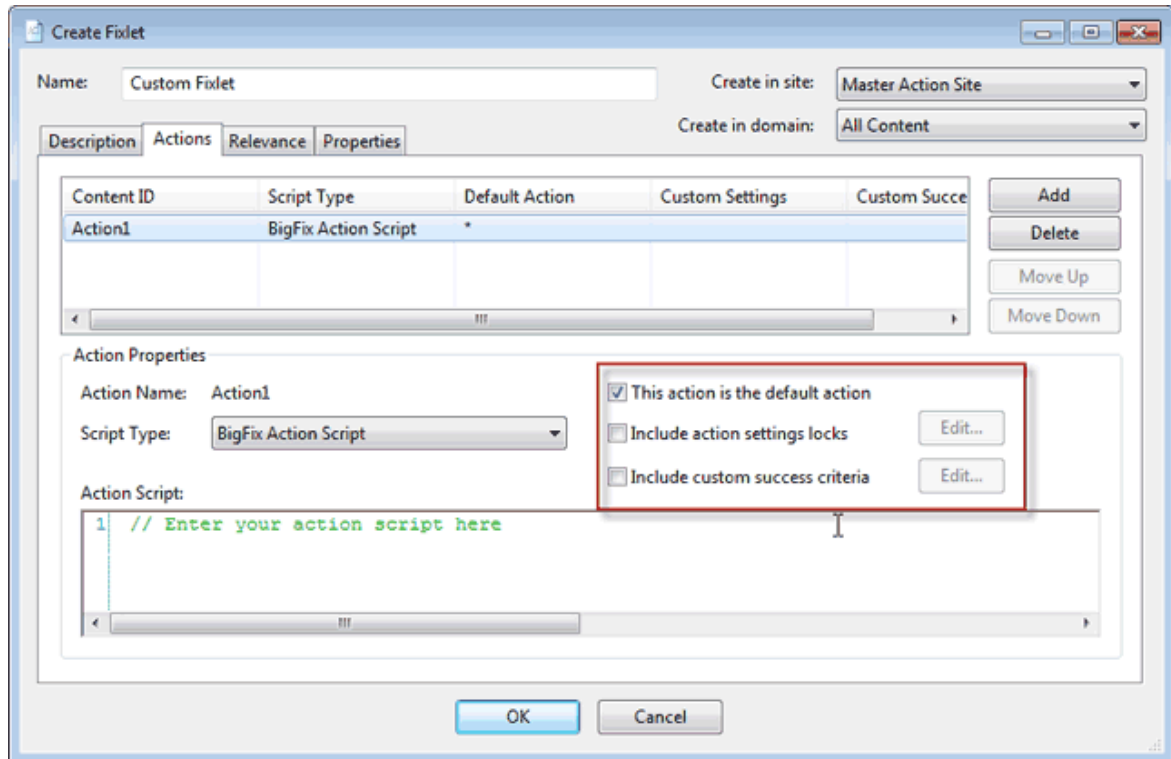 Create Fixlet
Name: Custom Fixlet Create in site: Master Action Site
Create in domain: All Content
Description Actions Relevance Properties
Content ID Script Type Default Action Custom Settings Custom Succe Add
Action1 BigFix Action Script * Delete
Move Up
Move Down
Action Properties
Action Name: Action1 This action is the default action
Script Type: BigFix Action Script Include action settings locks Edit...
Include custom success criteria Edit...
Action Script:
1 // Enter your action script here
OK Cancel